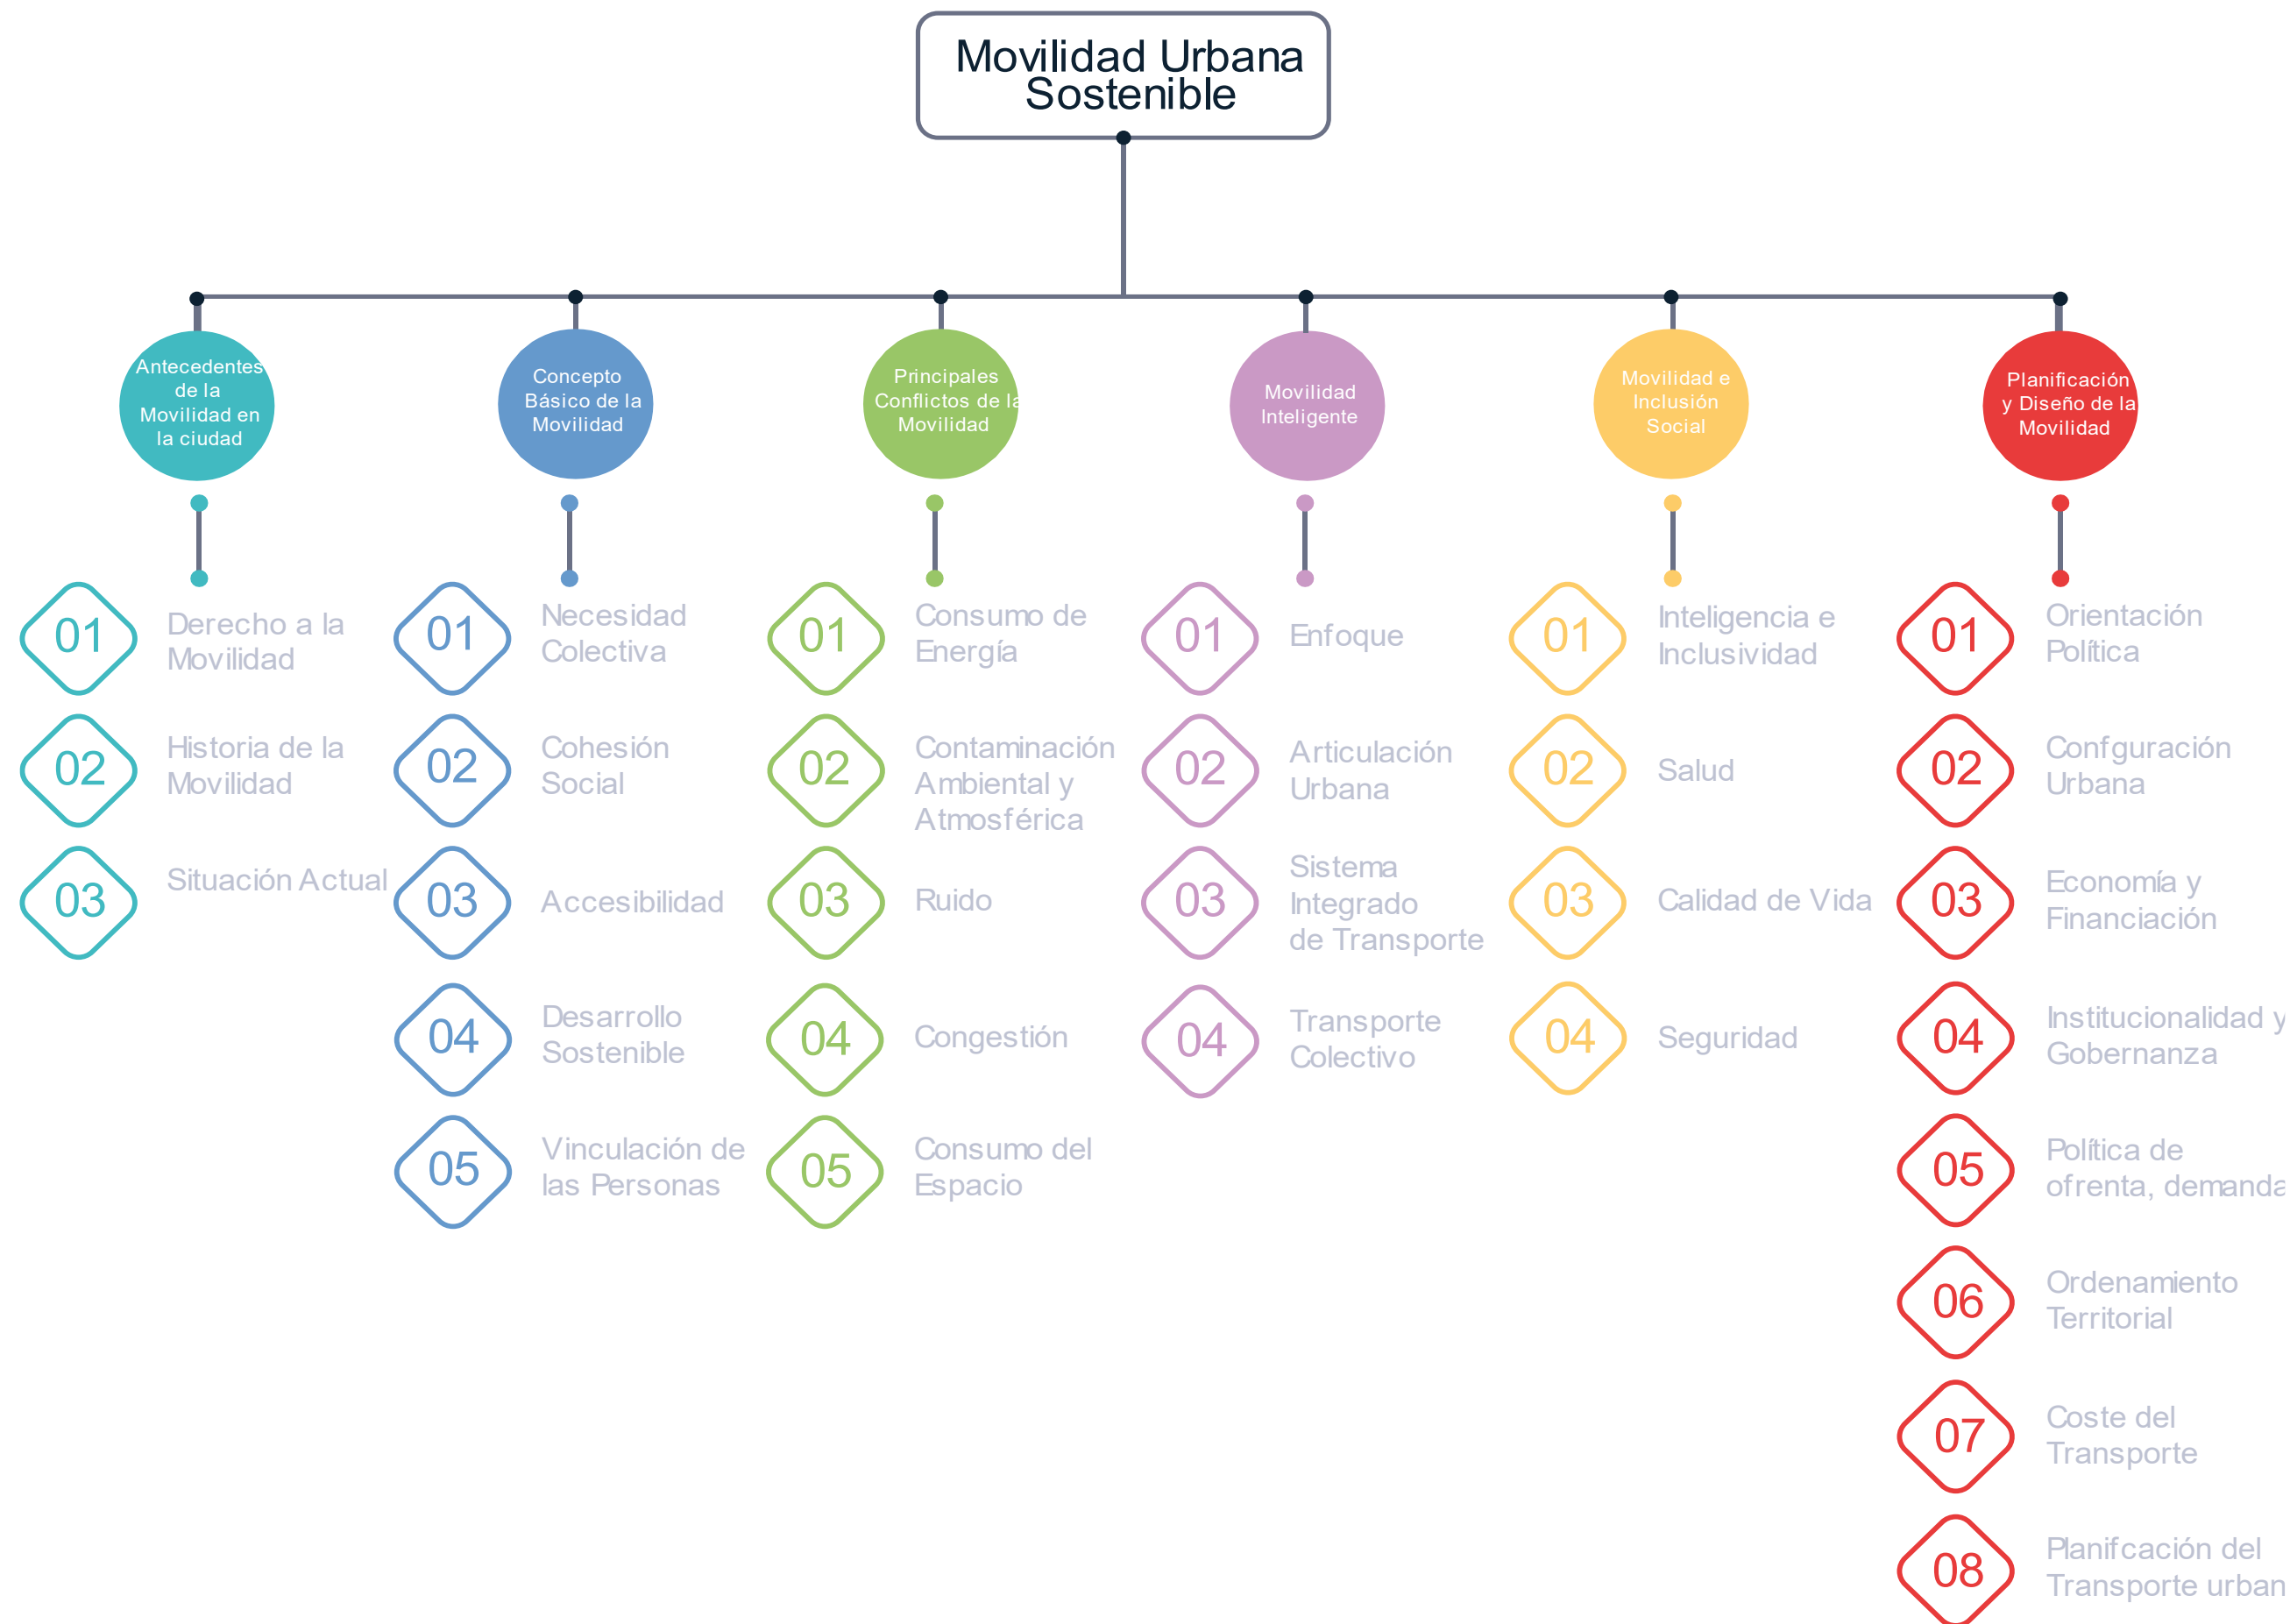 Movilidad Urbana
Sostenible
Antecedentes
de la
Movilidad en
la ciudad
Concepto
Básico de la
Movilidad
Principales
Conflictos de la
Movilidad
Movilidad
Inteligente
Movilidad e
Inclusión
Social
Planificación
y Diseño de la
Movilidad
01
Derecho a la
Movilidad
02
Historia de la
Movilidad
03
Situación Actual
01
Necesidad
Colectiva
02
Cohesión
Social
03
Accesibilidad
04
Desarrollo
Sostenible
05
Vinculación de
las Personas
01
Consumo de
Energía
02
Contaminación
Ambiental y
Atmosférica
03
Ruido
04
Congestión
05
Consumo del
Espacio
01
Enfoque
02
Articulación
Urbana
03
Sistema
Integrado
de Transporte
04
Transporte
Colectivo
01
Inteligencia e
Inclusividad
02
Salud
03
Calidad de Vida
04
Seguridad
01
Orientación
Política
02
Confguración
Urbana
03
Economía y
Financiación
04
Institucionalidad y
Gobernanza
05
Política de
ofrenta, demanda
06
Ordenamiento
Territorial
07
Coste del
Transporte
08
Planifcación del
Transporte urban